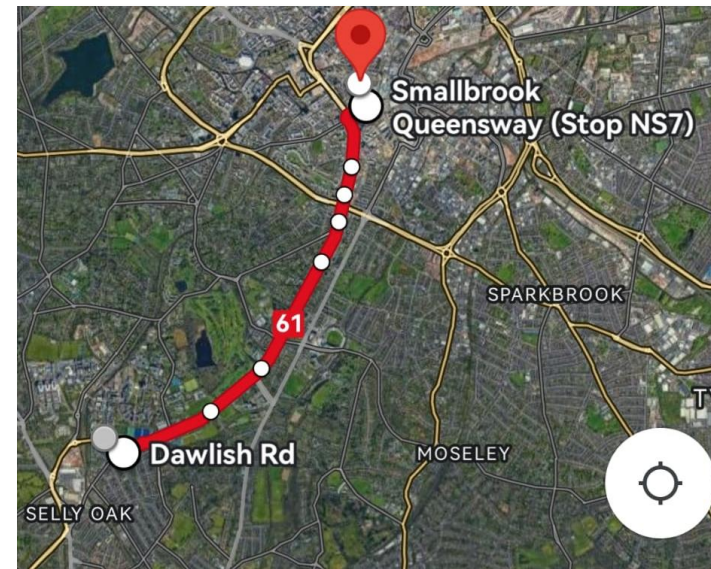 Smallbrook
Queensway (Stop NS7)
SPARKBROOK
61
T
MOSELEY
Dawlish Rd
SELLY OAK